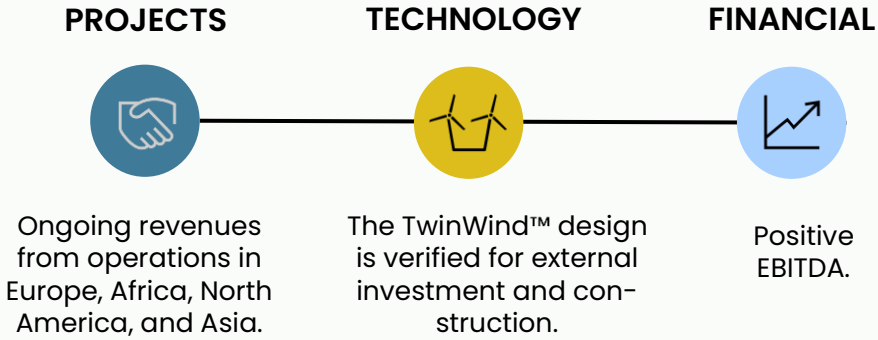 PROJECTS
Ongoing revenues
from operations in
Europe, Africa, North
America, and Asia.
TECHNOLOGY
The TwinWind™ design
is verified for external
investment and con-
struction.
FINANCIAL
Positive
EBITDA.